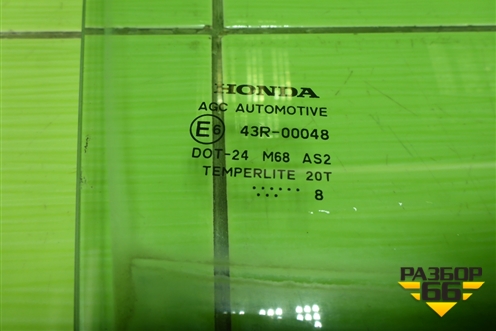 HONDA
AGC AUTOMOTIVE
E6 43R-00048
DOT-24 M68 AS2
TEMPERLITE 20T
...... 8
...
РАЗБОР
66